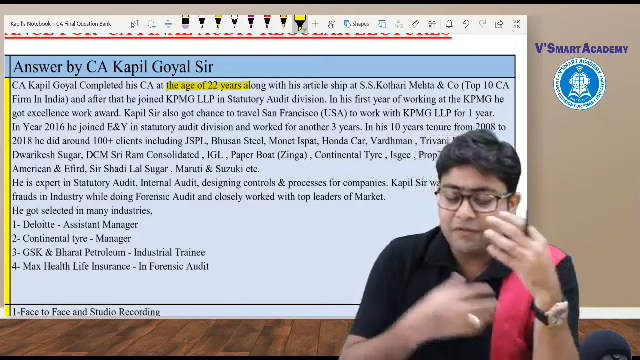 Kapil's Notebook - CA Final Question Bank
Shapes
V'SMART ACADEMY
Answer by CA Kapil Goyal Sir
CA Kapil Goyal Completed his CA at the age of 22 years along with his article ship at S.S.Kothari Mehta & Co (Top 10 CA
Firm In India) and after that he joined KPMG LLP in Statutory Audit division. In his first year of working at the KPMG he
got excellence work award. Kapil Sir also got chance to travel San Francisco (USA) to work with KPMG LLP for 1 year.
In Year 2016 he joined E&Y in statutory audit division and worked for another 3 years. In his 10 years tenure from 2008 to
2018 he did around 100+ clients including JSPL, Bhusan Steel, Monet Ispat, Honda Car, Vardhman, Trivani
Dwarikesh Sugar, DCM Sri Ram Consolidated, IGL, Paper Boat (Zinga), Continental Tyre, Isgec,
American & Efird, Sir Shadi Lal Sugar, Maruti & Suzuki etc.
He is expert in Statutory Audit, Internal Audit, designing controls & processes for companies. Kapil Sir
frauds in Industry while doing Forensic Audit and closely worked with top leaders of Market.
He got selected in many industries,
1- Deloitte - Assistant Manager
2- Continental tyre - Manager
3- GSK & Bharat Petroleum - Industrial Trainee
4- Max Health Life Insurance - In Forensic Audit
1-Face to Face and Studio Recording